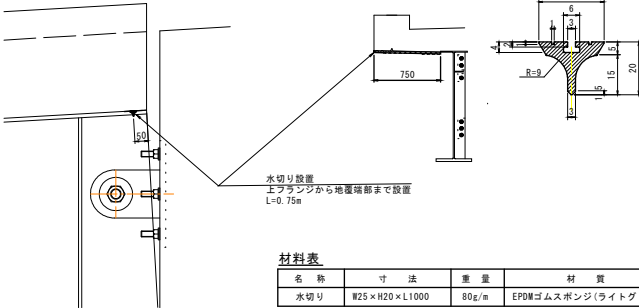 6
1
3
2
4
5
15
20
R=9
1.5
3
750
50
水切り設置
上フランジから地覆端部まで設置
L=0.75m
材料表
名 称 寸 法 重 量 材 質
水切り W25×H20×L1000 80g/m EPDMゴムスポンジ(ライトグ